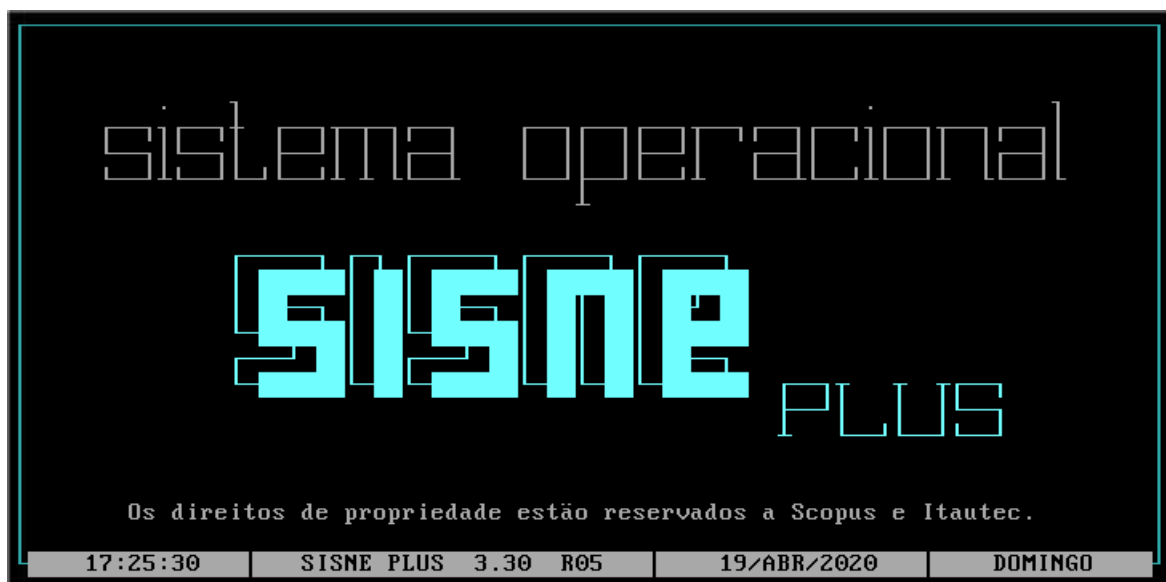 sistema operacional
SISNE
PLUS
Os direitos de propriedade estão reservados a Scopus e Itautec.
17:25:30 SISNE PLUS 3.30 R05 19/ABR/2020 DOMINGO